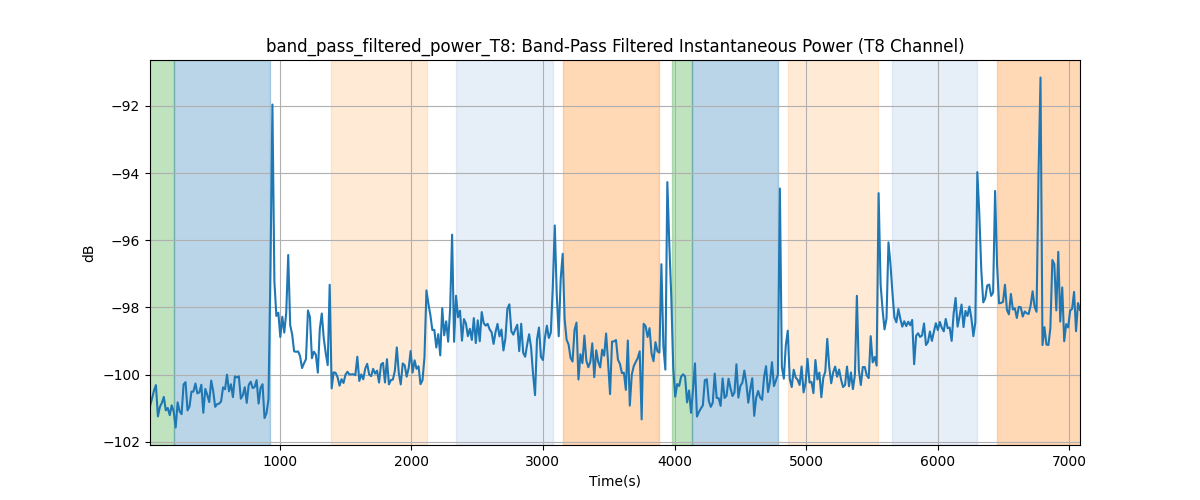 band_pass_filtered_power_T8: Band-Pass Filtered Instantaneous Power (T8 Channel)
dB
−92
−94
−96
−98
−100
−102
1000 2000 3000 4000 5000 6000 7000
Time(s)